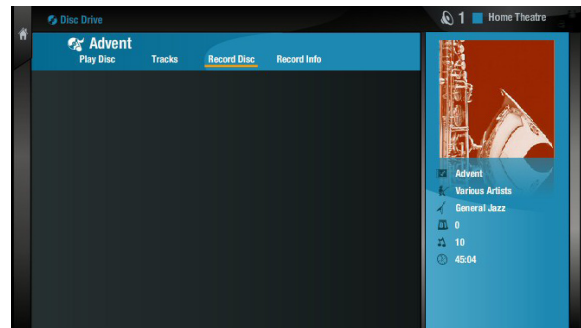 Disc Drive
1 Home Theatre
Advent
Play Disc Tracks Record Disc Record Info
Advent
Various Artists
General Jazz
0
10
45:04